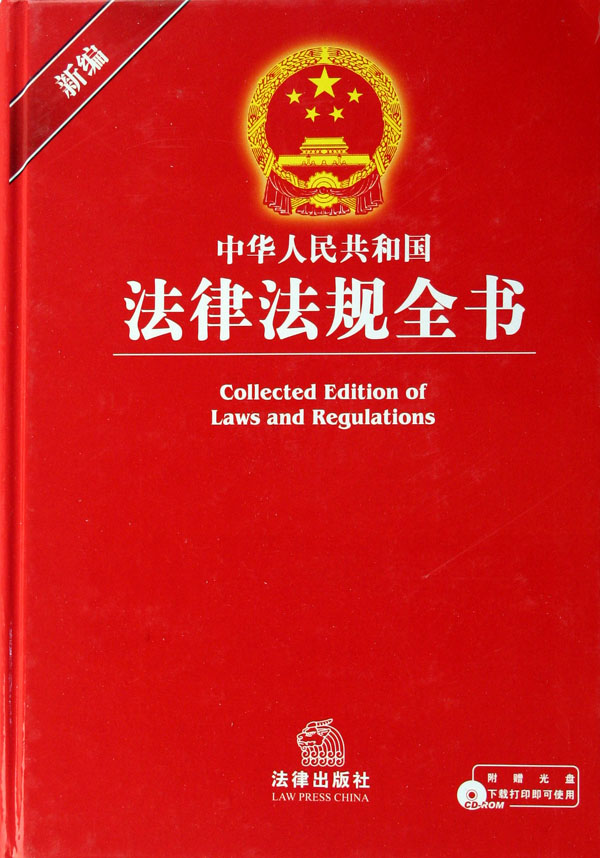 新编
中华人民共和国
法律法规全书
Collected Edition of
Laws and Regulations
法律出版社
LAW PRESS CHINA
附赠光盘
下载打印即可使用
CD-ROM